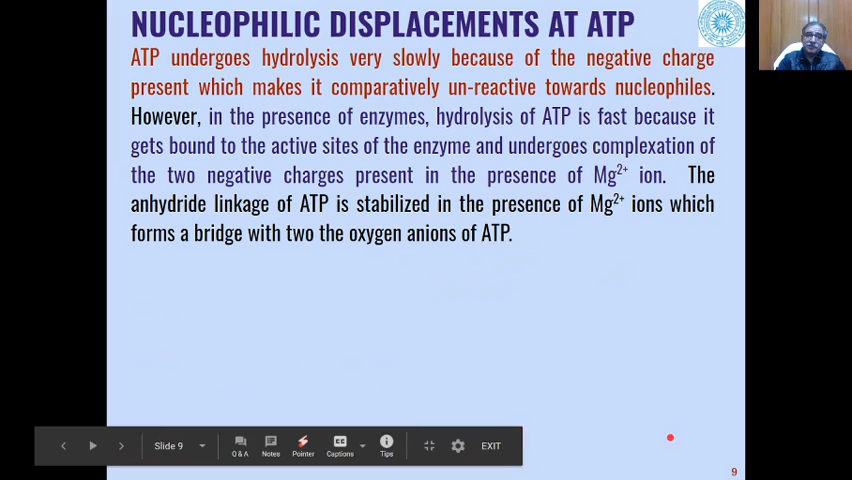 NUCLEOPHILIC DISPLACEMENTS AT ATP
ATP undergoes hydrolysis very slowly because of the negative charge
present which makes it comparatively un-reactive towards nucleophiles.
However, in the presence of enzymes, hydrolysis of ATP is fast because it
gets bound to the active sites of the enzyme and undergoes complexation of
the two negative charges present in the presence of Mg²⁺ ion. The
anhydride linkage of ATP is stabilized in the presence of Mg²⁺ ions which
forms a bridge with two the oxygen anions of ATP.
Slide 9
Q & A
Notes
Pointer
CC
Captions
Tips
EXIT
9